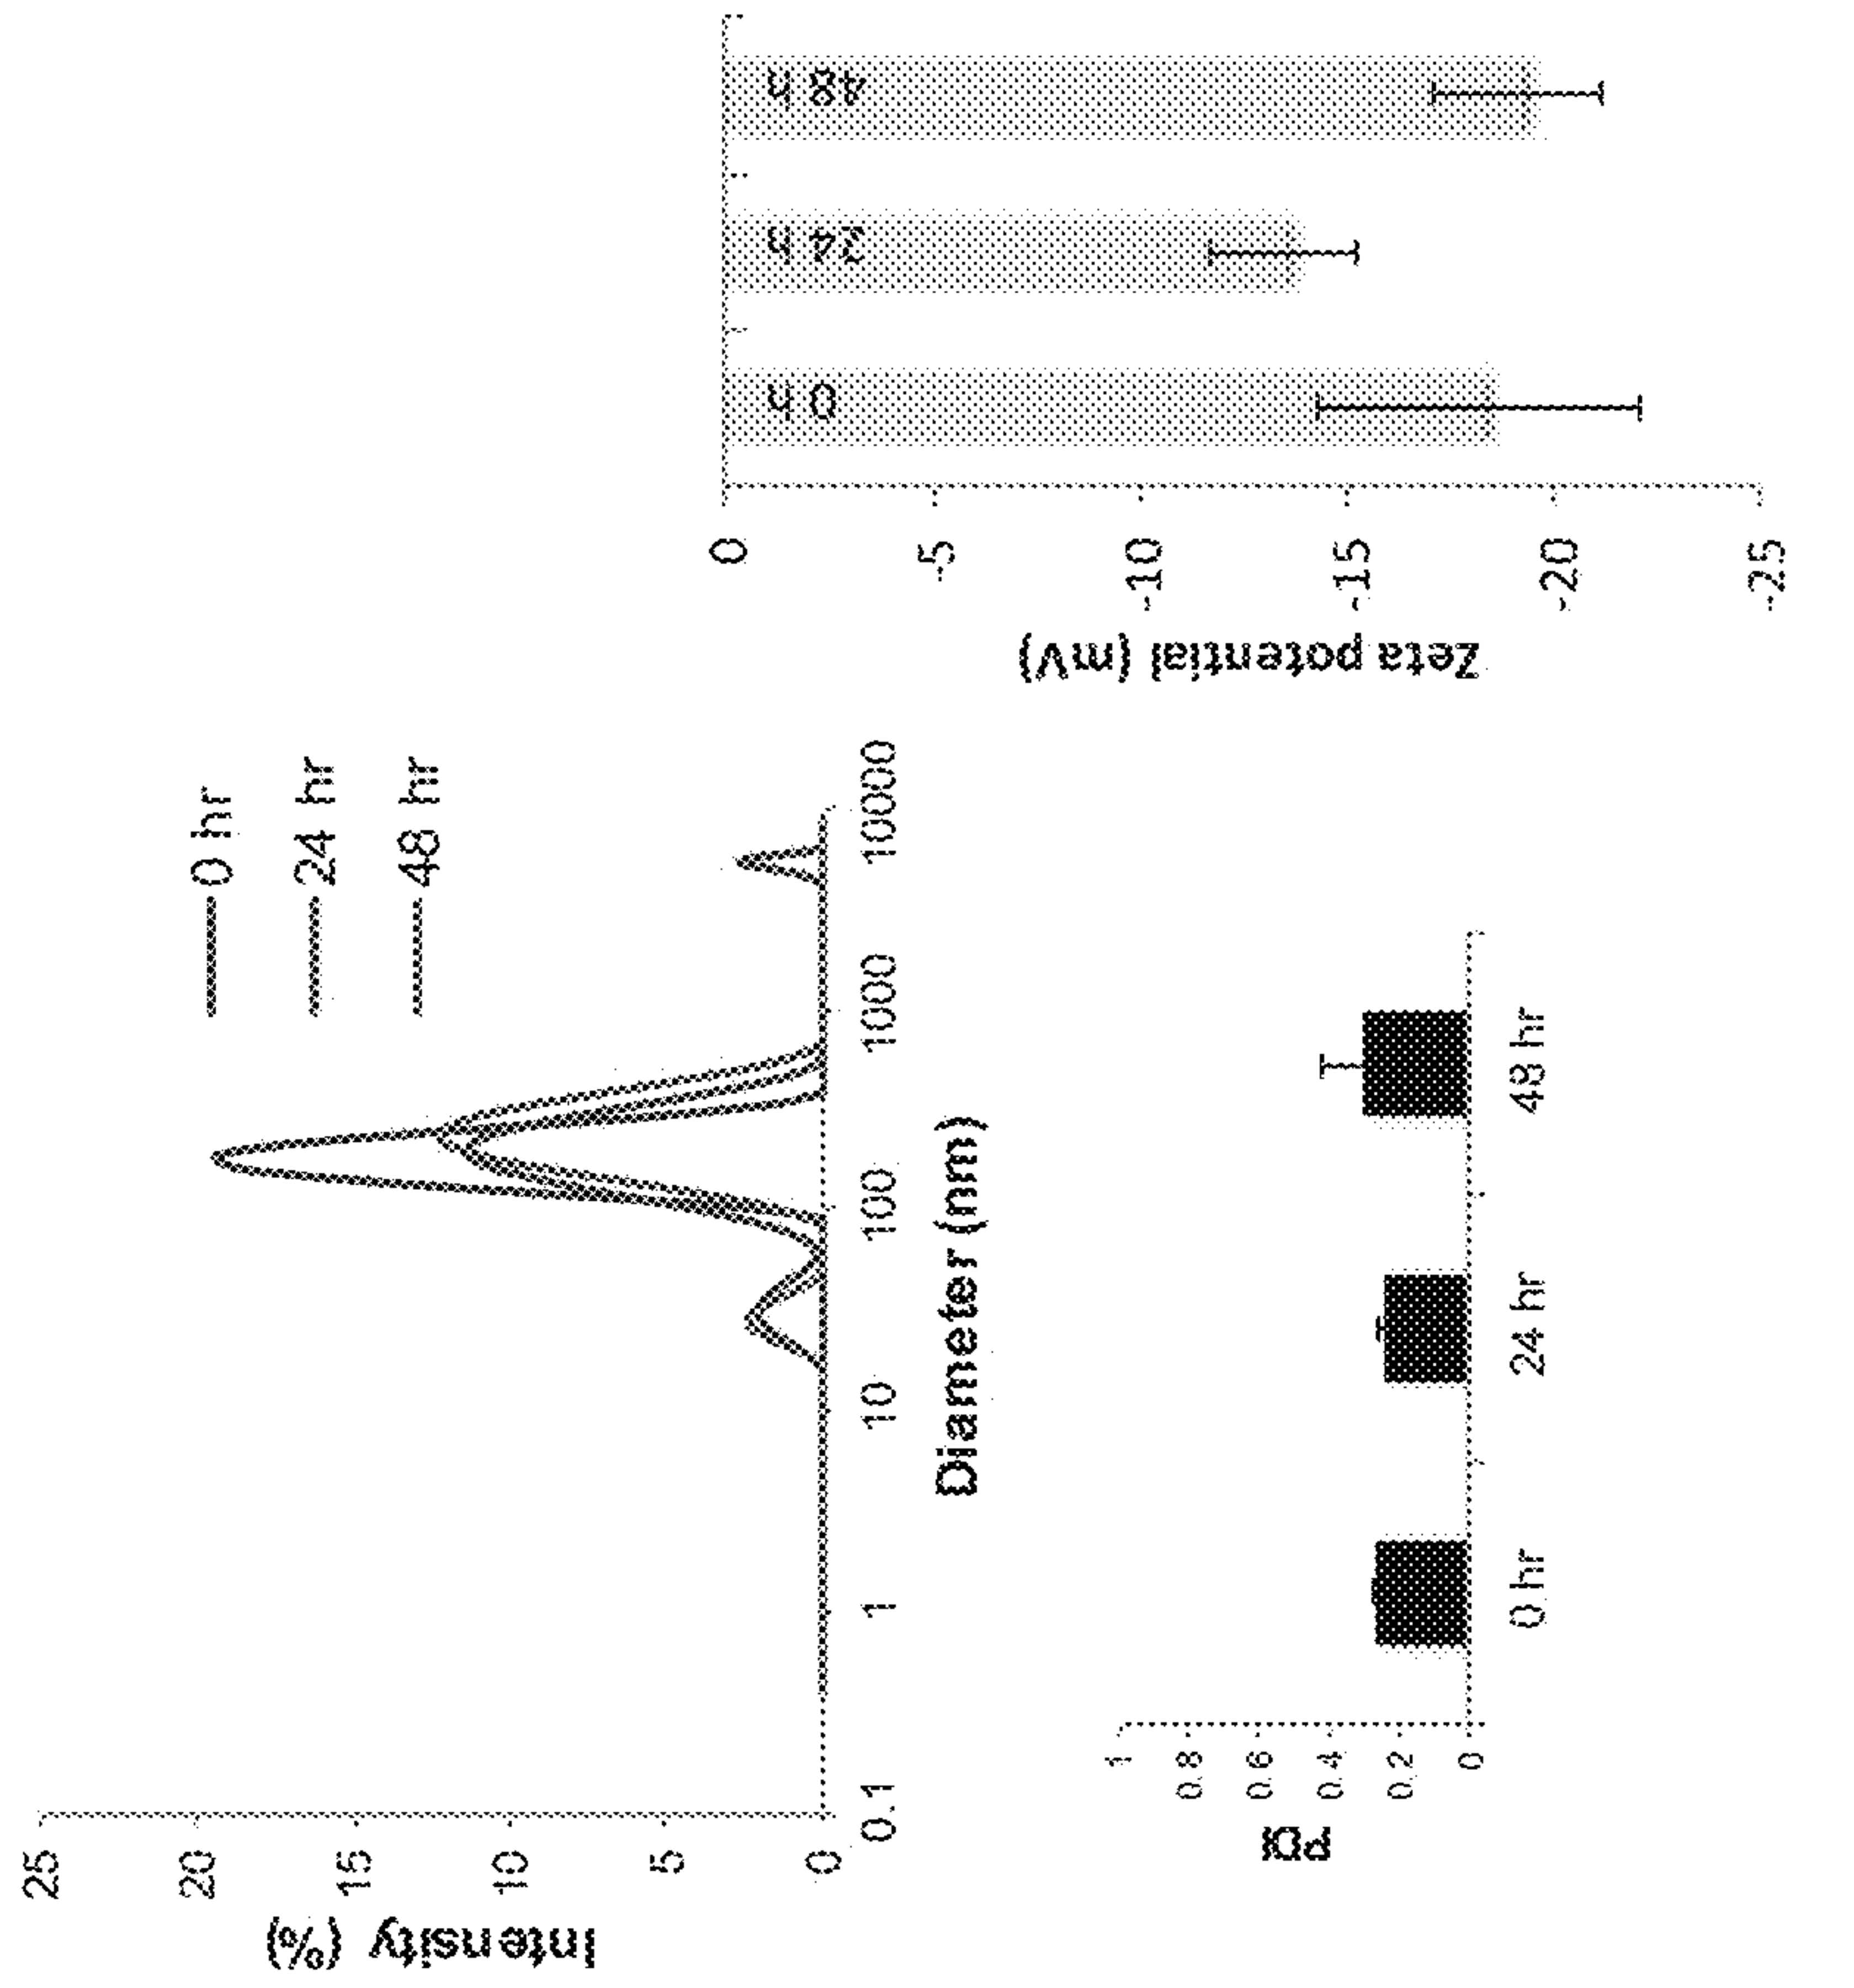 Intensity (%)
25
20
15
10
5
0
0.1
1
10
100
1000
10000
Diameter (nm)
0 hr
24 hr
48 hr
PDI
1
0.8
0.6
0.4
0.2
0
0 hr
24 hr
48 hr
Zeta potential (mV)
0
-5
-10
-15
-20
-25
0 h
24 h
48 h